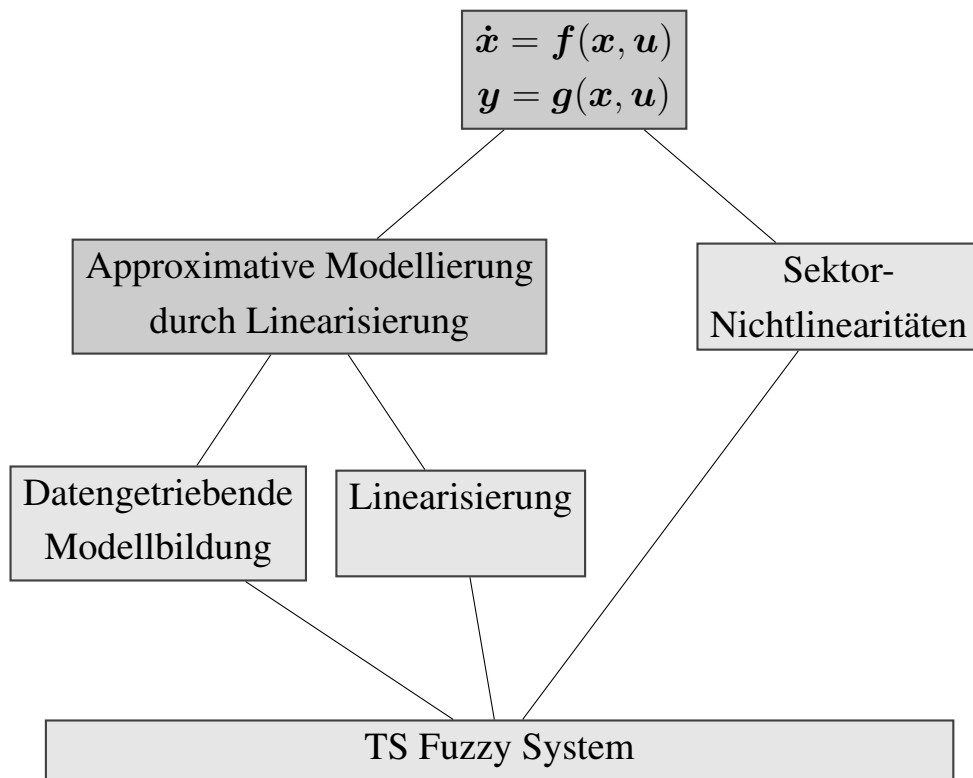 ẋ = f(x, u)
y = g(x, u)
Approximative Modellierung
durch Linearisierung
Sektor-
Nichtlinearitäten
Datengetriebende
Modellbildung
Linearisierung
TS Fuzzy System